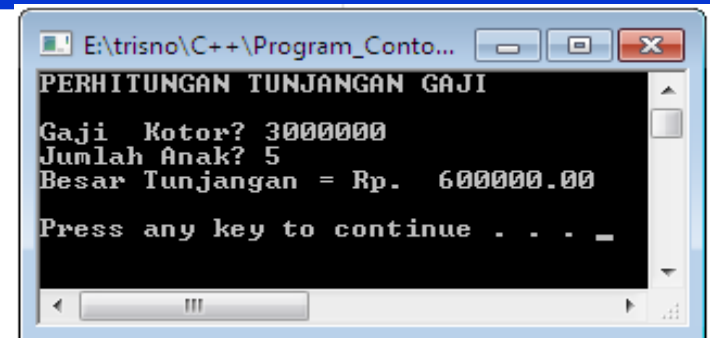 E:\trisno\C++\Program_Conto...
PERHITUNGAN TUNJANGAN GAJI
Gaji  Kotor? 3000000
Jumlah Anak? 5
Besar Tunjangan = Rp.  600000.00
Press any key to continue . . . _